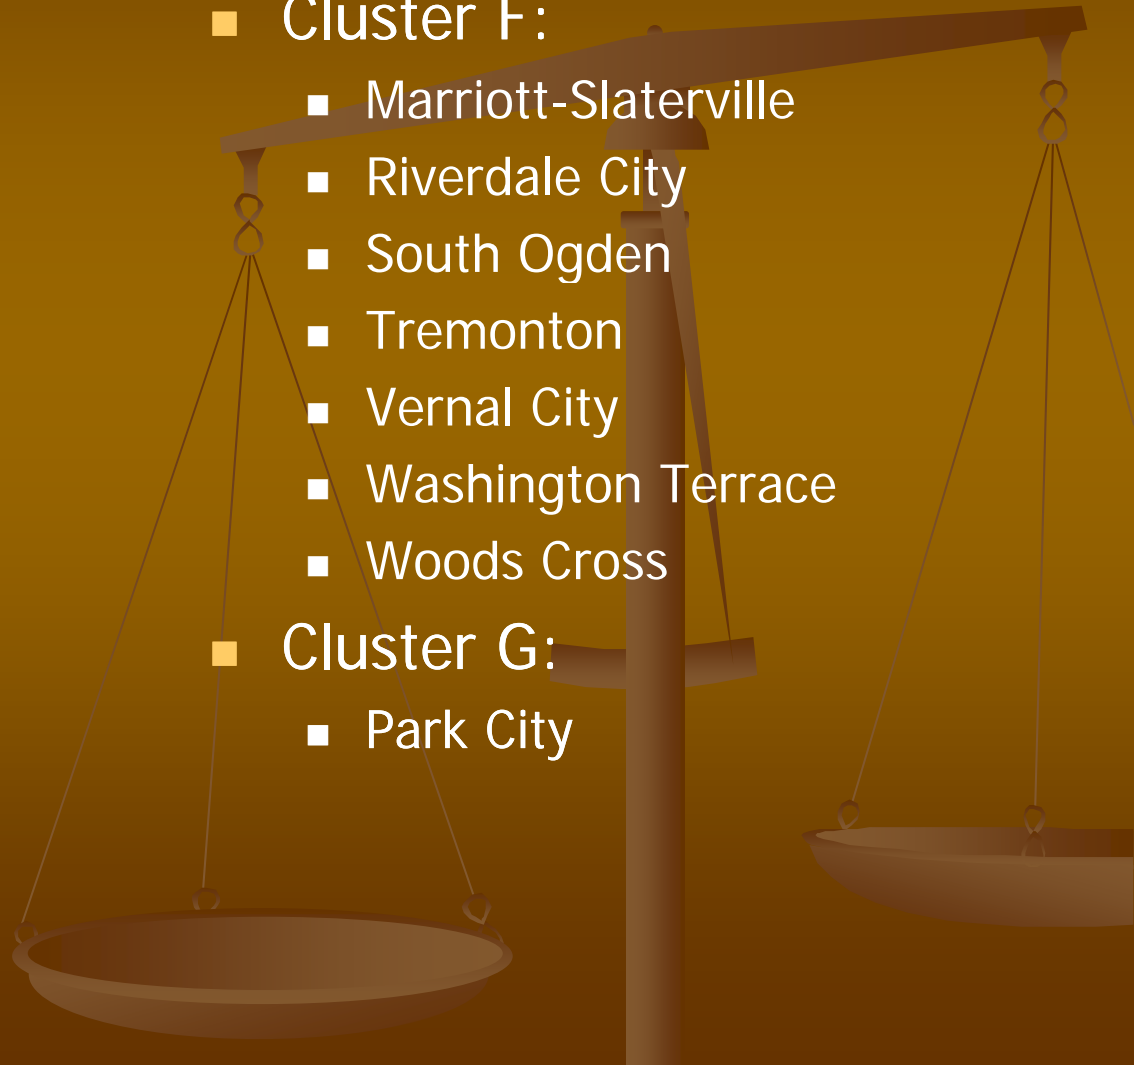 Cluster F:
Marriott-Slaterville
Riverdale City
South Ogden
Tremonton
Vernal City
Washington Terrace
Woods Cross
Cluster G:
Park City